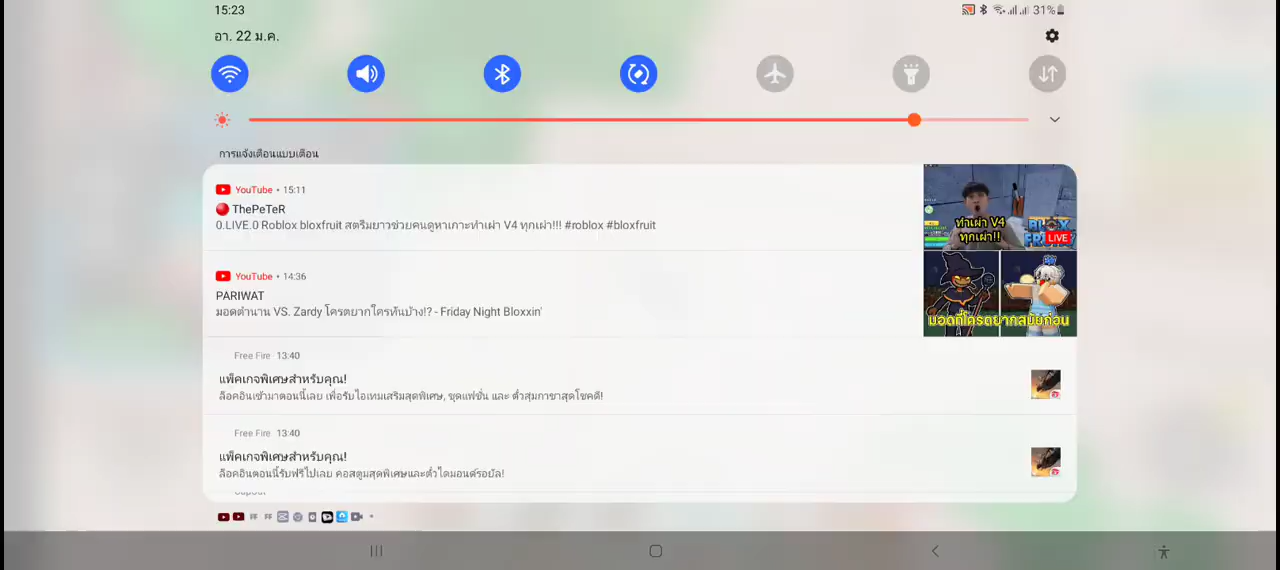 15:23
31%
อา. 22 ม.ค.
การแจ้งเตือนแบบเตือน
YouTube • 15:11
ThePeTeR
0.LIVE.0 Roblox bloxfruit สตรีมยาวช่วยคนดูหาเกาะทำเผ่า V4 ทุกเผ่า!!! #roblox #bloxfruit
ทำเผ่า V4
ทุกเผ่า!!
BLOX
FRUIT
LIVE
YouTube • 14:36
PARIWAT
มอดตำนาน VS. Zardy โครตยากใครทันบ้าง!? - Friday Night Bloxxin'
มอดที่โครตยากสมัยก่อน
Free Fire 13:40
แพ็คเกจพิเศษสำหรับคุณ!
ล็อคอินเข้ามาตอนนี้เลย เพื่อรับไอเทมเสริมสุดพิเศษ, ชุดแฟชั่น และ ตั๋วสุ่มกาชาสุดโชคดี!
Free Fire 13:40
แพ็คเกจพิเศษสำหรับคุณ!
ล็อคอินตอนนี้รับฟรีไปเลย คอสตูมสุดพิเศษและตั๋วไดมอนด์รอยัล!